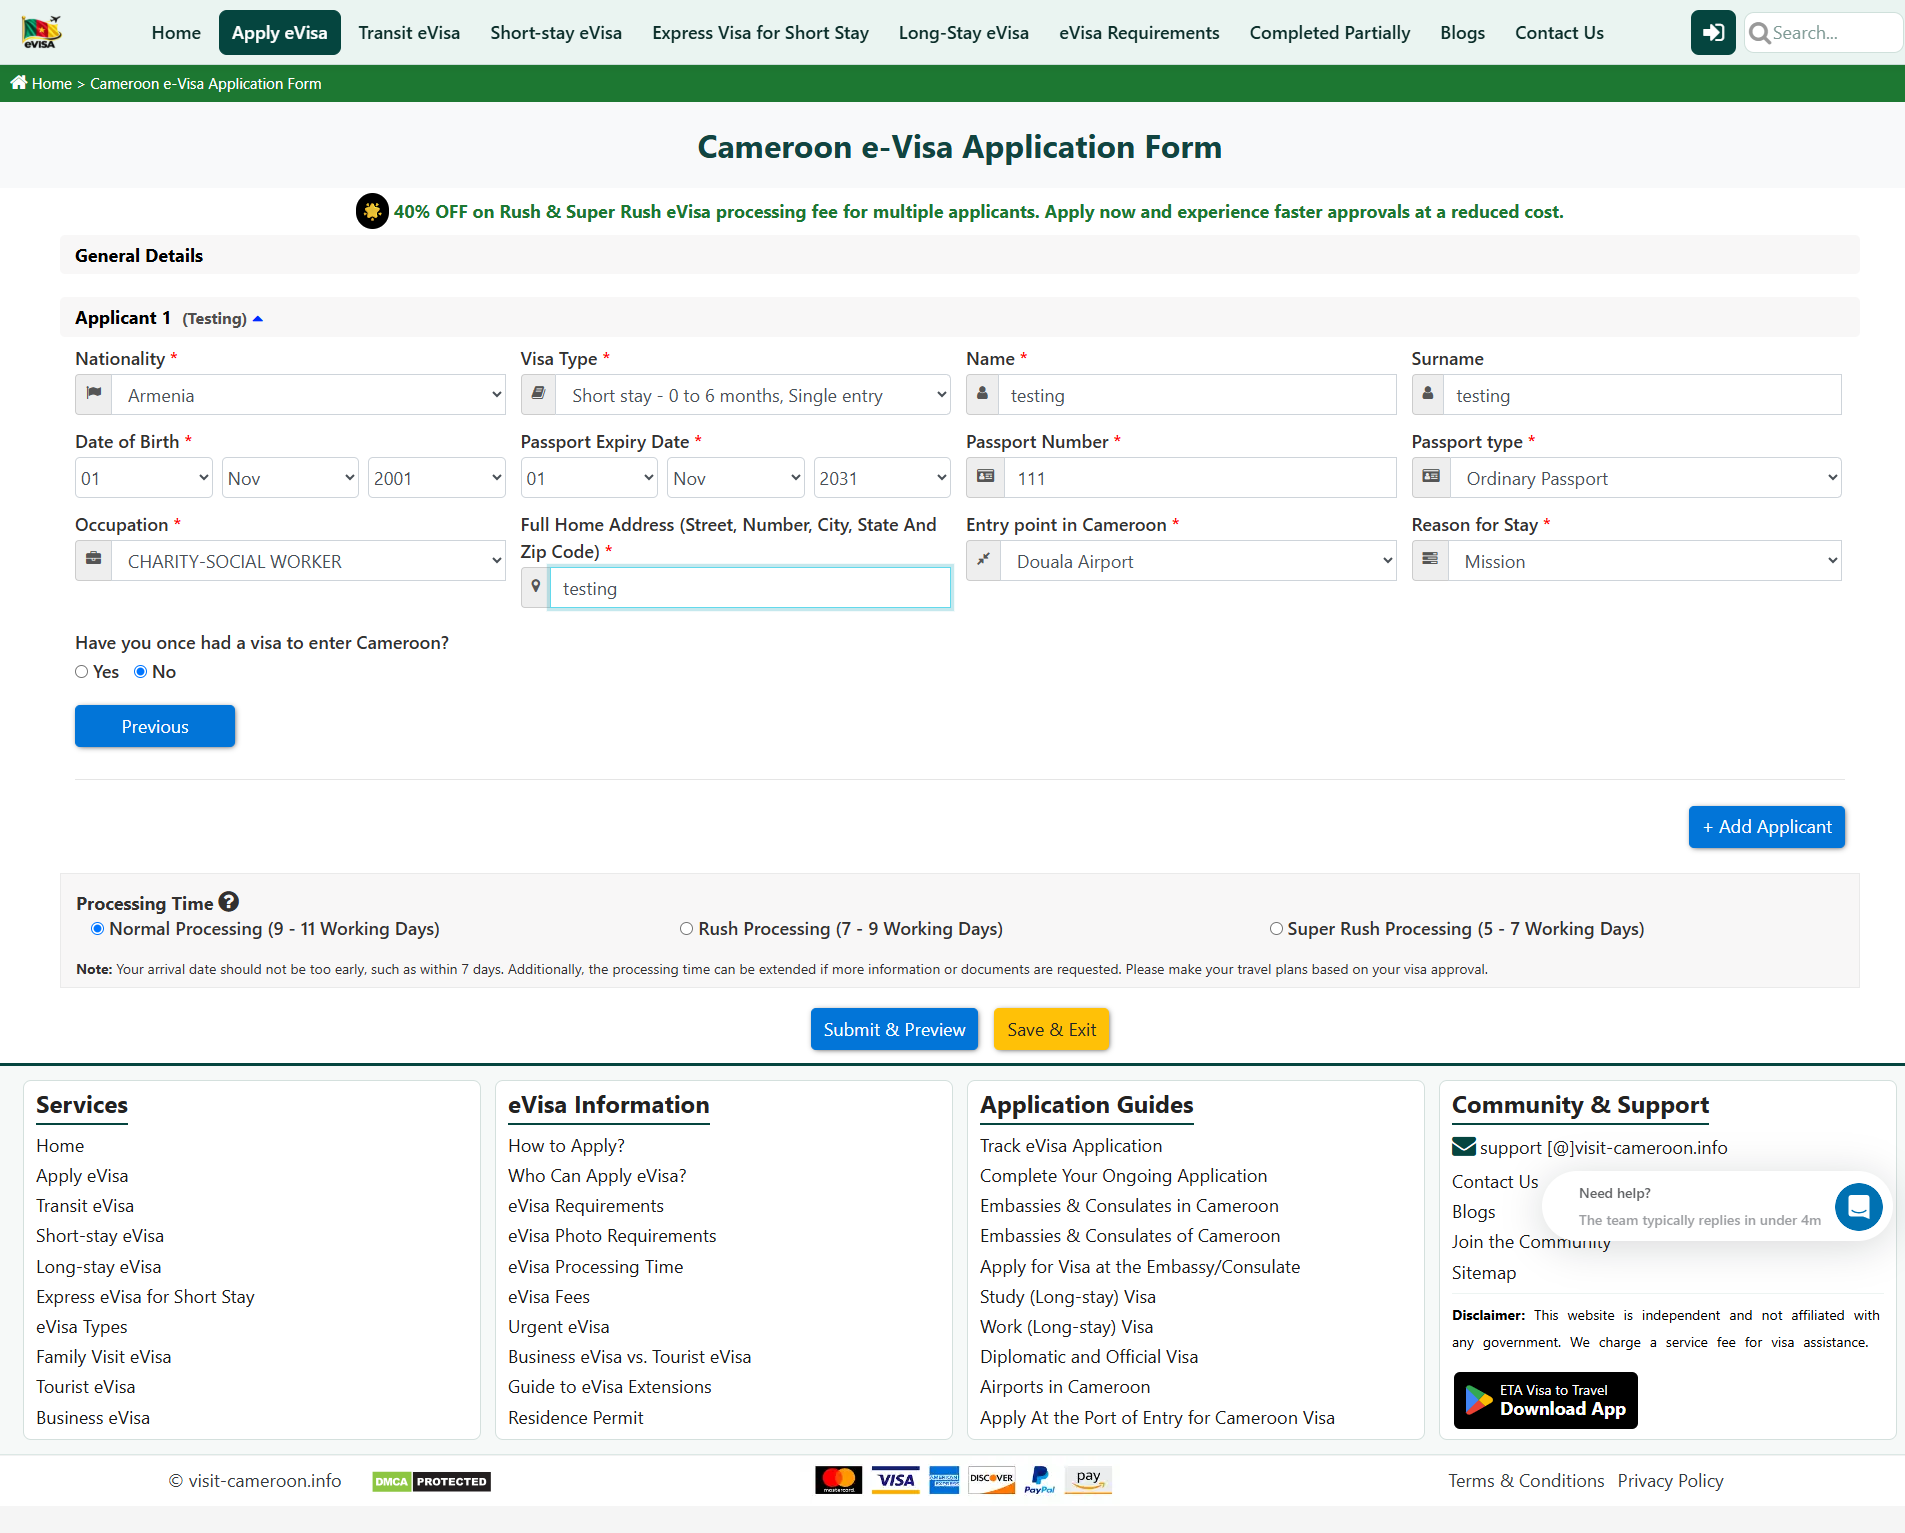 eVISA
Home
Apply eVisa
Transit eVisa
Short-stay eVisa
Express Visa for Short Stay
Long-Stay eVisa
eVisa Requirements
Completed Partially
Blogs
Contact Us
Search...
Home > Cameroon e-Visa Application Form
Cameroon e-Visa Application Form
40% OFF on Rush & Super Rush eVisa processing fee for multiple applicants. Apply now and experience faster approvals at a reduced cost.
General Details
Applicant 1 (Testing)
Nationality *
Armenia
Visa Type *
Short stay - 0 to 6 months, Single entry
Name *
testing
Surname
testing
Date of Birth *
01 Nov 2001
Passport Expiry Date *
01 Nov 2031
Passport Number *
111
Passport type *
Ordinary Passport
Occupation *
CHARITY-SOCIAL WORKER
Full Home Address (Street, Number, City, State And
Zip Code) *
testing
Entry point in Cameroon *
Douala Airport
Reason for Stay *
Mission
Have you once had a visa to enter Cameroon?
Yes No
Previous
+ Add Applicant
Processing Time ?
Normal Processing (9 - 11 Working Days)
Rush Processing (7 - 9 Working Days)
Super Rush Processing (5 - 7 Working Days)
Note: Your arrival date should not be too early, such as within 7 days. Additionally, the processing time can be extended if more information or documents are requested. Please make your travel plans based on your visa approval.
Submit & Preview
Save & Exit
Services
Home
Apply eVisa
Transit eVisa
Short-stay eVisa
Long-stay eVisa
Express eVisa for Short Stay
eVisa Types
Family Visit eVisa
Tourist eVisa
Business eVisa
eVisa Information
How to Apply?
Who Can Apply eVisa?
eVisa Requirements
eVisa Photo Requirements
eVisa Processing Time
eVisa Fees
Urgent eVisa
Business eVisa vs. Tourist eVisa
Guide to eVisa Extensions
Residence Permit
Application Guides
Track eVisa Application
Complete Your Ongoing Application
Embassies & Consulates in Cameroon
Embassies & Consulates of Cameroon
Apply for Visa at the Embassy/Consulate
Study (Long-stay) Visa
Work (Long-stay) Visa
Diplomatic and Official Visa
Airports in Cameroon
Apply At the Port of Entry for Cameroon Visa
Community & Support
support [@]visit-cameroon.info
Contact Us
Blogs
Join the Community
Sitemap
Need help?
The team typically replies in under 4m
Disclaimer: This website is independent and not affiliated with
any government. We charge a service fee for visa assistance.
ETA Visa to Travel
Download App
© visit-cameroon.info
DMCA PROTECTED
mastercard
VISA
AMERICAN EXPRESS
DISCOVER
PayPal
pay
Terms & Conditions
Privacy Policy